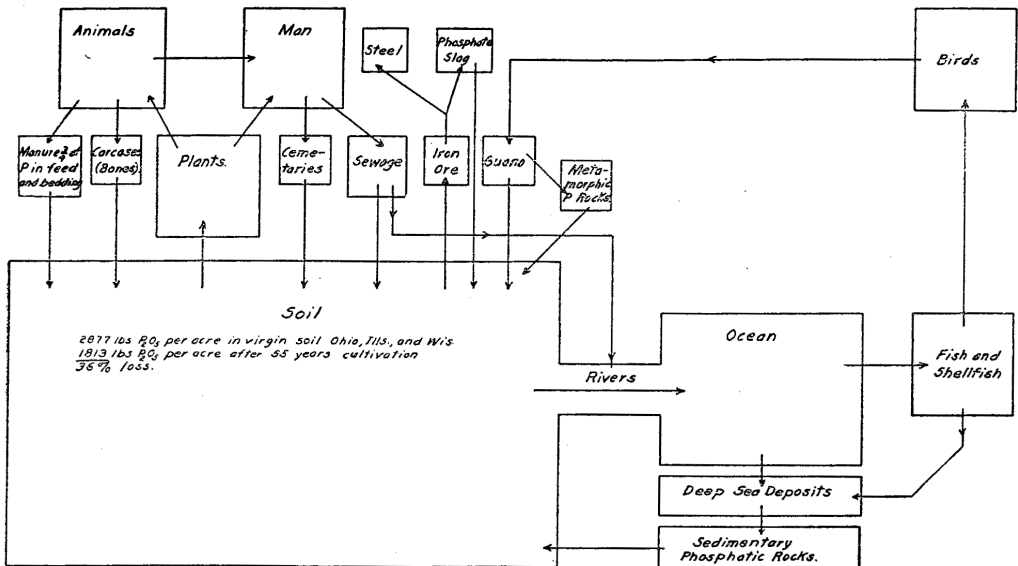 Animals
Man
Steel
Phosphate
Slag
Birds
Manure ¾ of
P in feed
and bedding
Carcases
(Bones)
Plants.
Ceme-
taries
Sewage
Iron
Ore
Guano
Meta-
morphic
P Rocks.
Soil
2877 lbs P₂O₅ per acre in virgin soil Ohio, Ills., and Wis.
1813 lbs P₂O₅ per acre after 55 years cultivation
36% loss.
Rivers
Ocean
Fish and
Shellfish
Deep Sea Deposits
Sedimentary
Phosphatic Rocks.